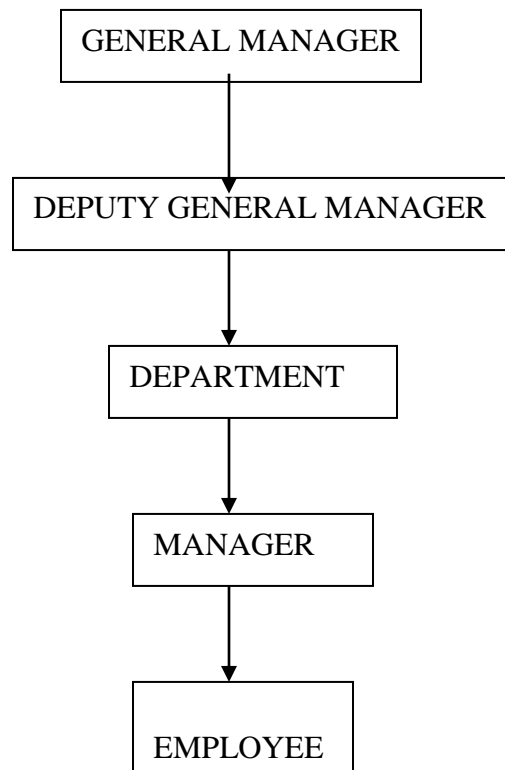 GENERAL MANAGER
DEPUTY GENERAL MANAGER
DEPARTMENT
MANAGER
EMPLOYEE